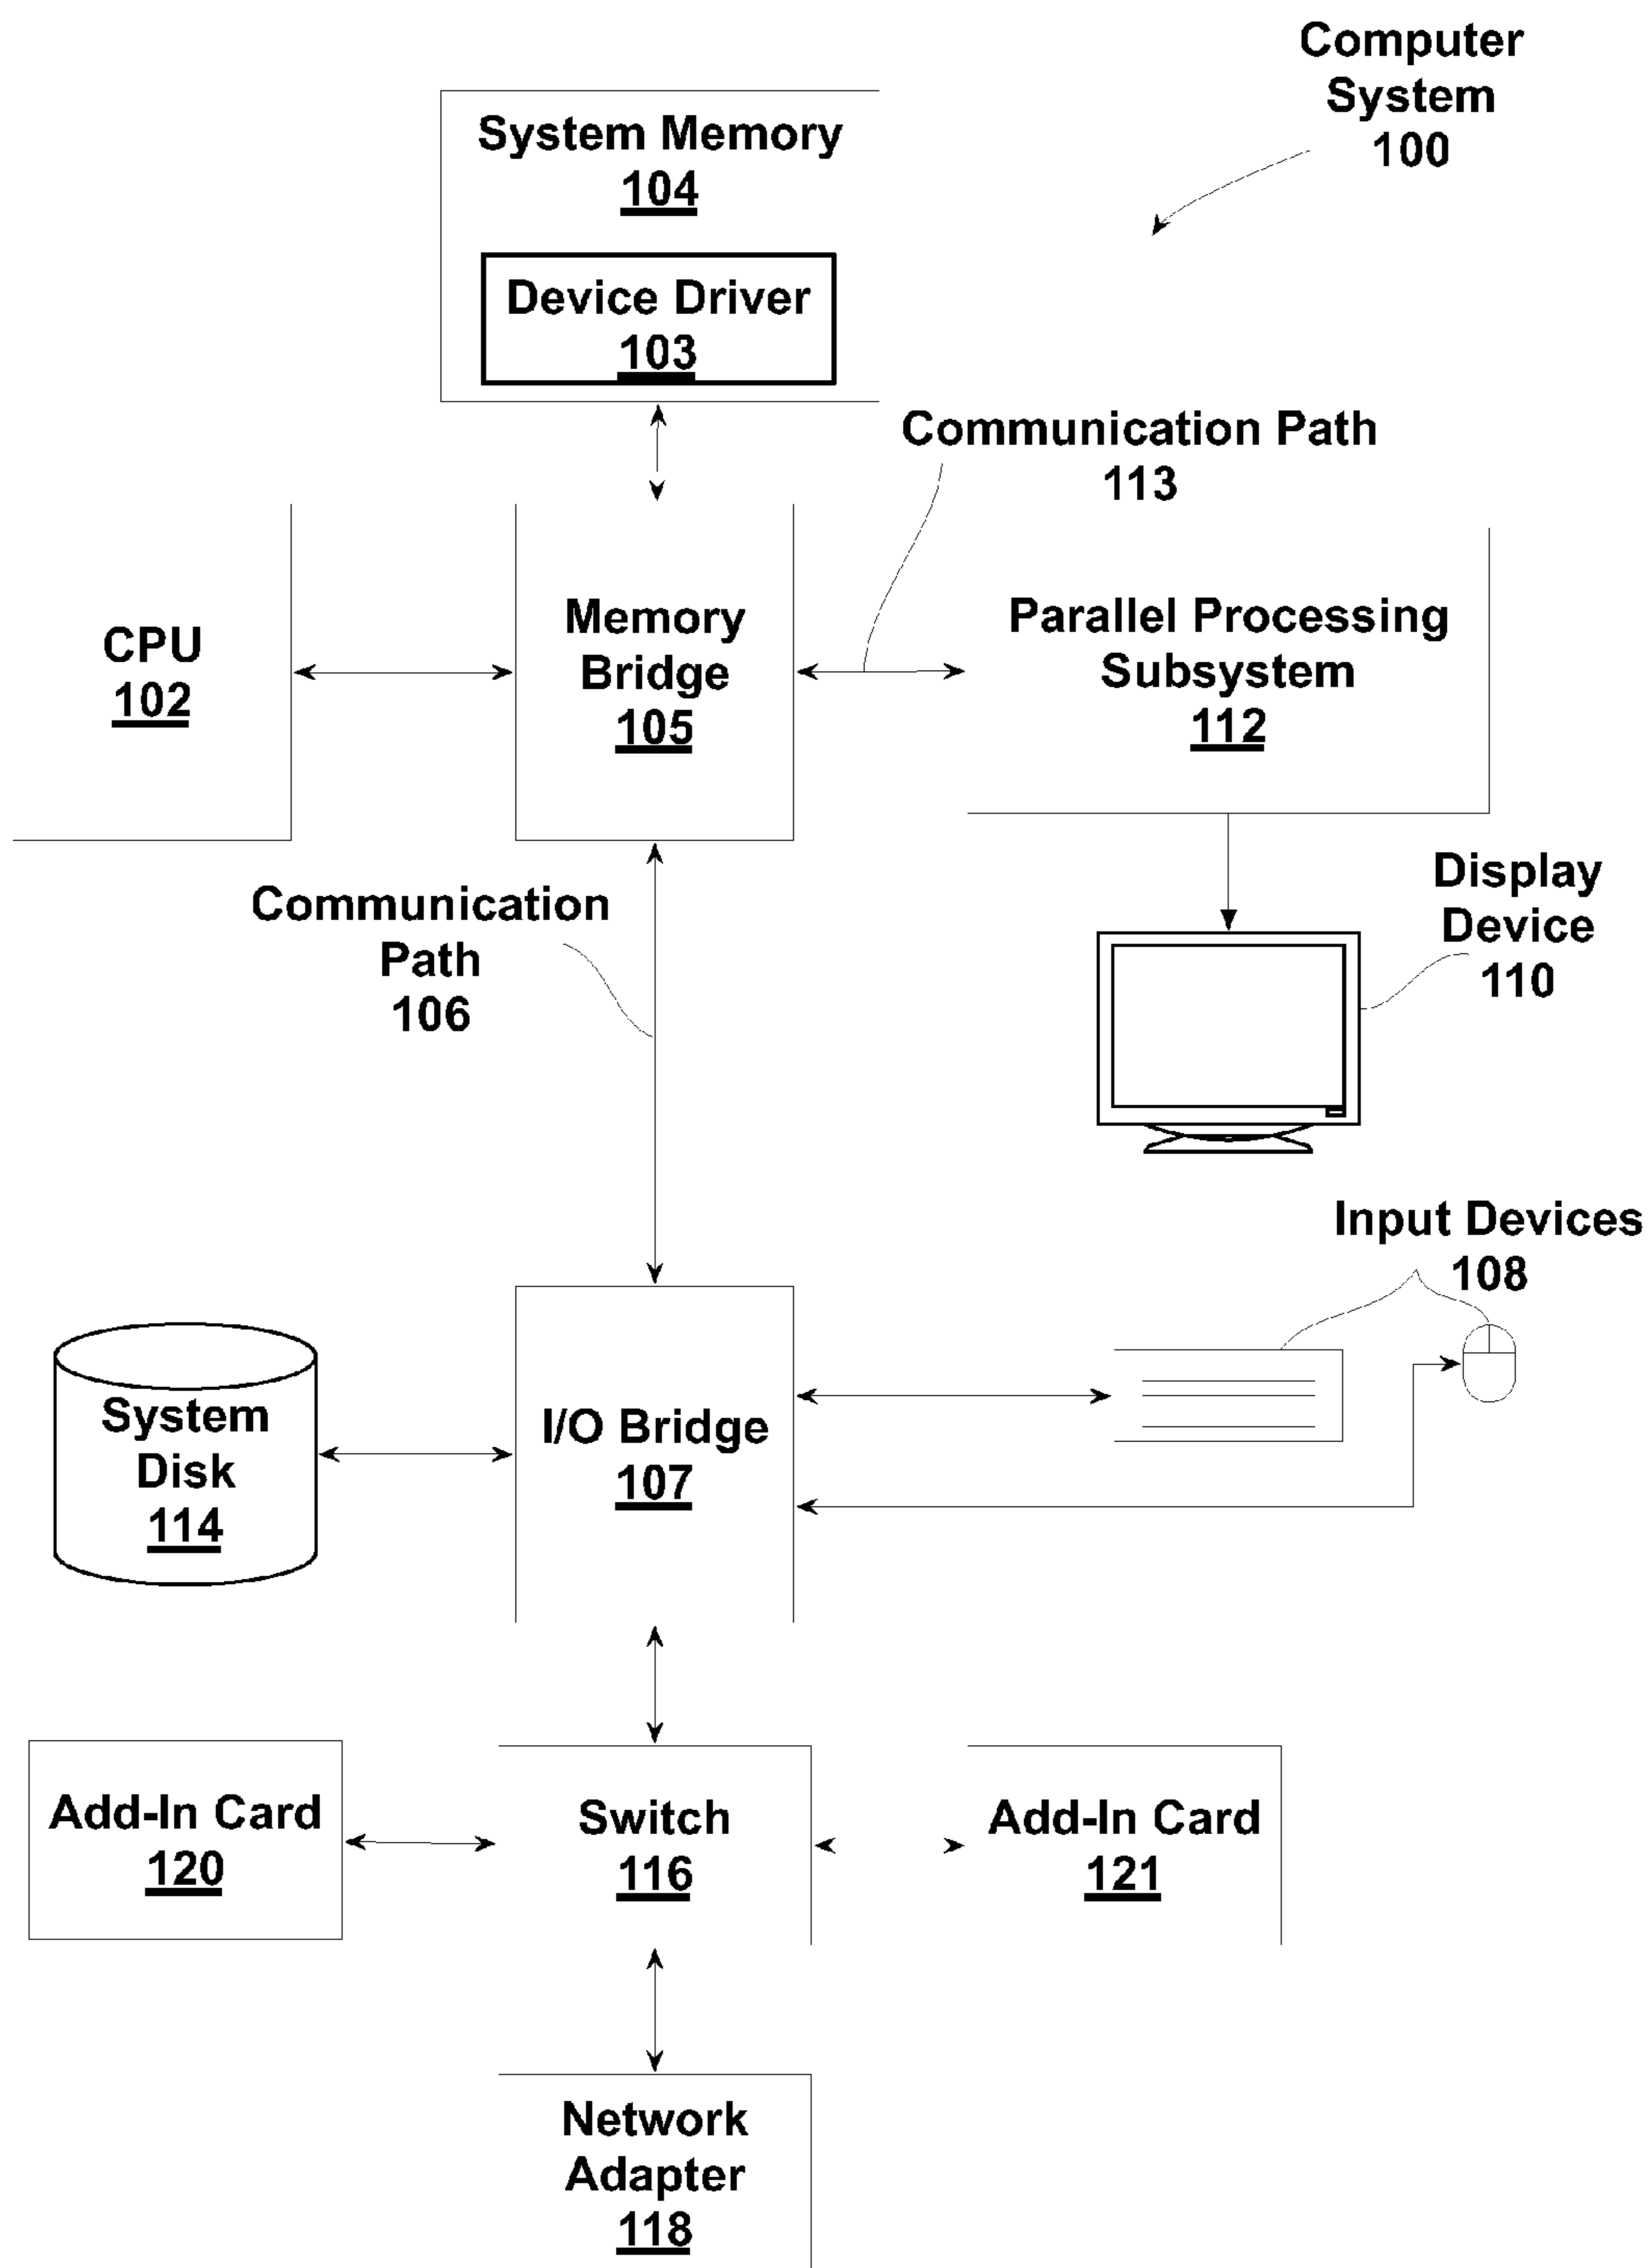 Computer
System
100
System Memory
104
Device Driver
103
Communication Path
113
CPU
102
Memory
Bridge
105
Parallel Processing
Subsystem
112
Communication
Path
106
Display
Device
110
Input Devices
108
System
Disk
114
I/O Bridge
107
Add-In Card
120
Switch
116
Add-In Card
121
Network
Adapter
118